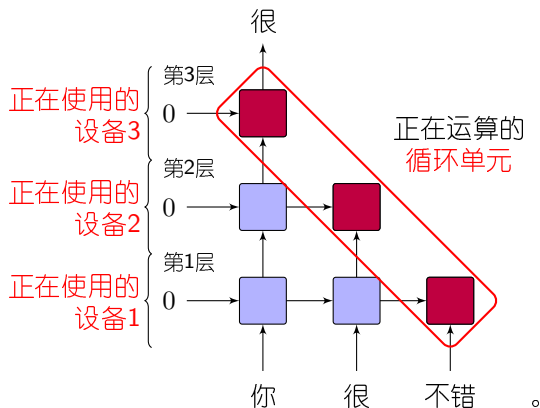 很
第3层
正在使用的
设备3
0
正在运算的
循环单元
第2层
正在使用的
设备2
0
第1层
正在使用的
设备1
0
你
很
不错
。